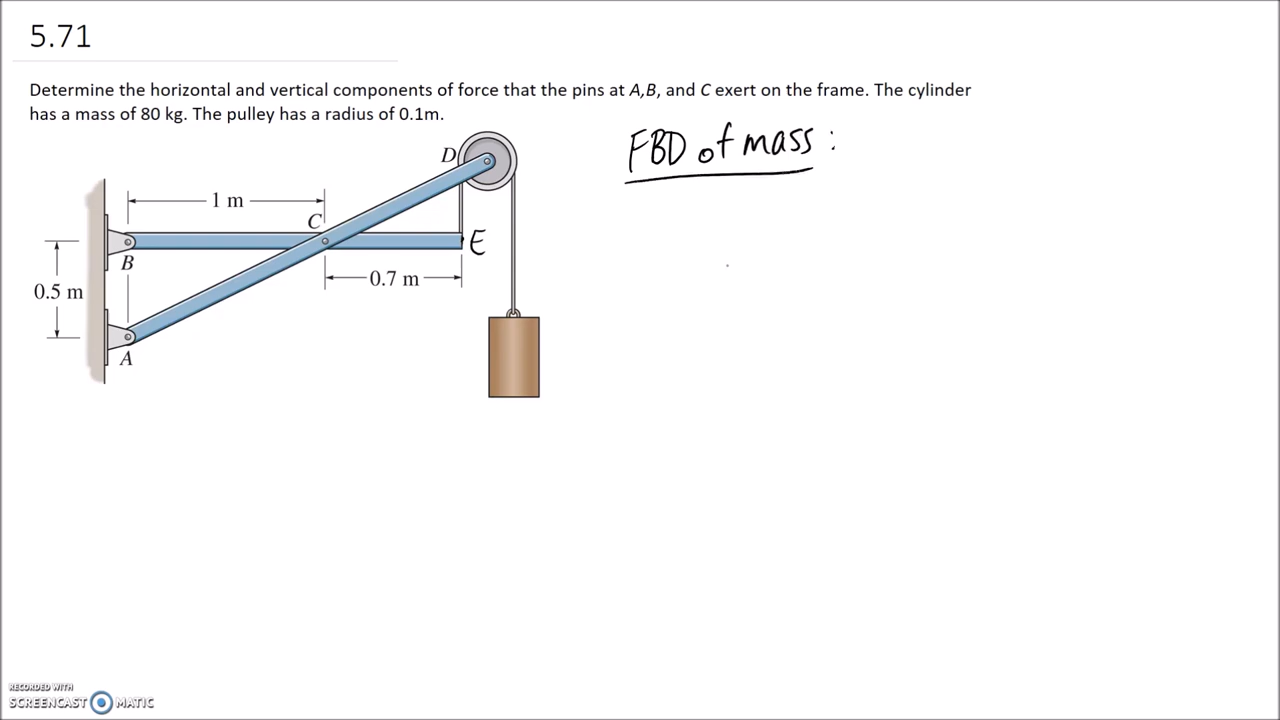 5.71
Determine the horizontal and vertical components of force that the pins at A,B, and C exert on the frame. The cylinder
has a mass of 80 kg. The pulley has a radius of 0.1m.
FBD of mass :
D
1 m
C
E
B
0.7 m
0.5 m
A
RECORDED WITH
SCREENCAST MATIC